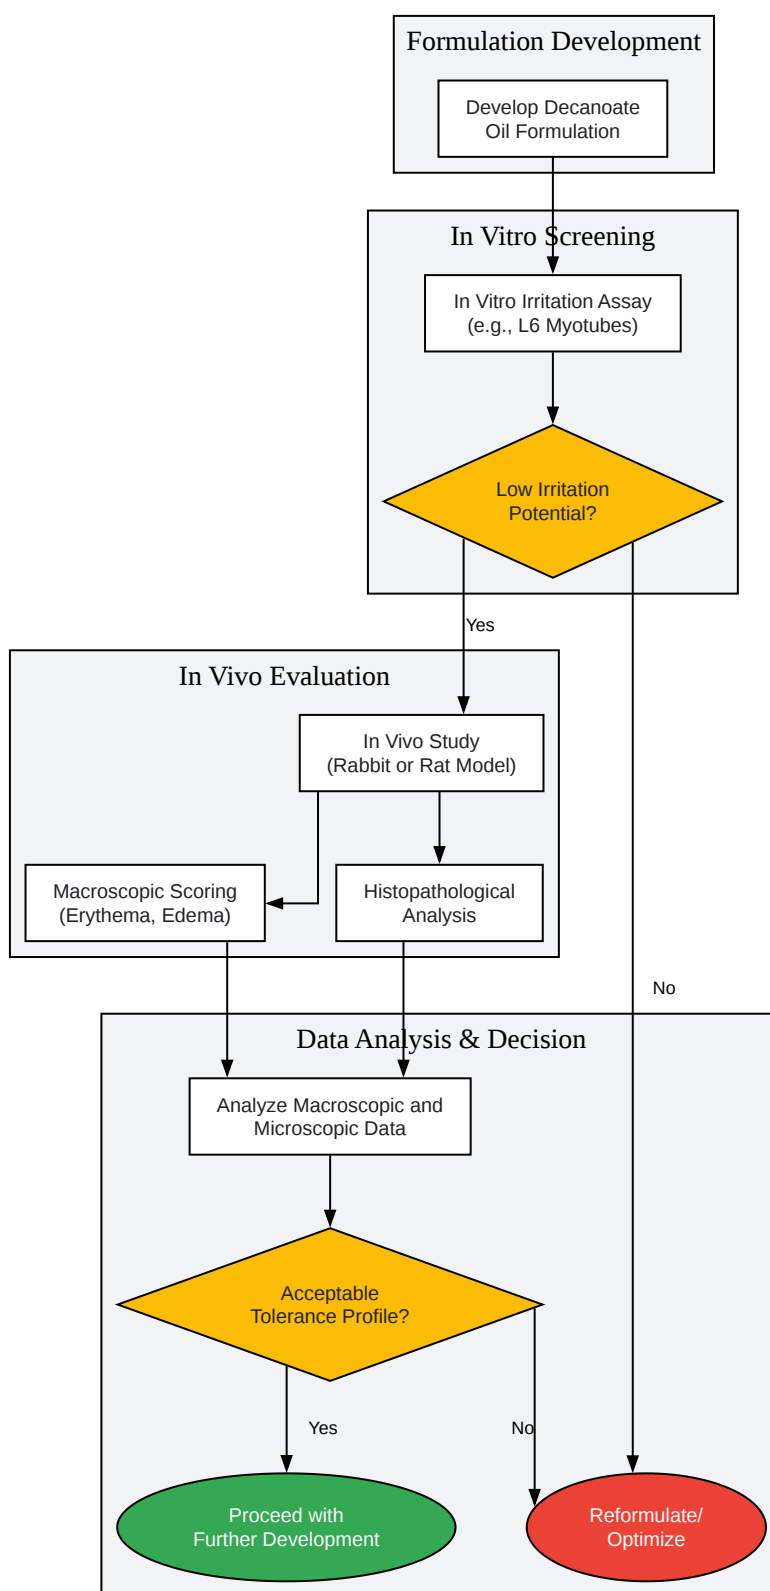 Formulation Development
Develop Decanoate
Oil Formulation
In Vitro Screening
In Vitro Irritation Assay
(e.g., L6 Myotubes)
Low Irritation
Potential?
Yes
In Vivo Evaluation
In Vivo Study
(Rabbit or Rat Model)
Macroscopic Scoring
(Erythema, Edema)
Histopathological
Analysis
No
Data Analysis & Decision
Analyze Macroscopic and
Microscopic Data
Acceptable
Tolerance Profile?
Yes
No
Proceed with
Further Development
Reformulate/
Optimize